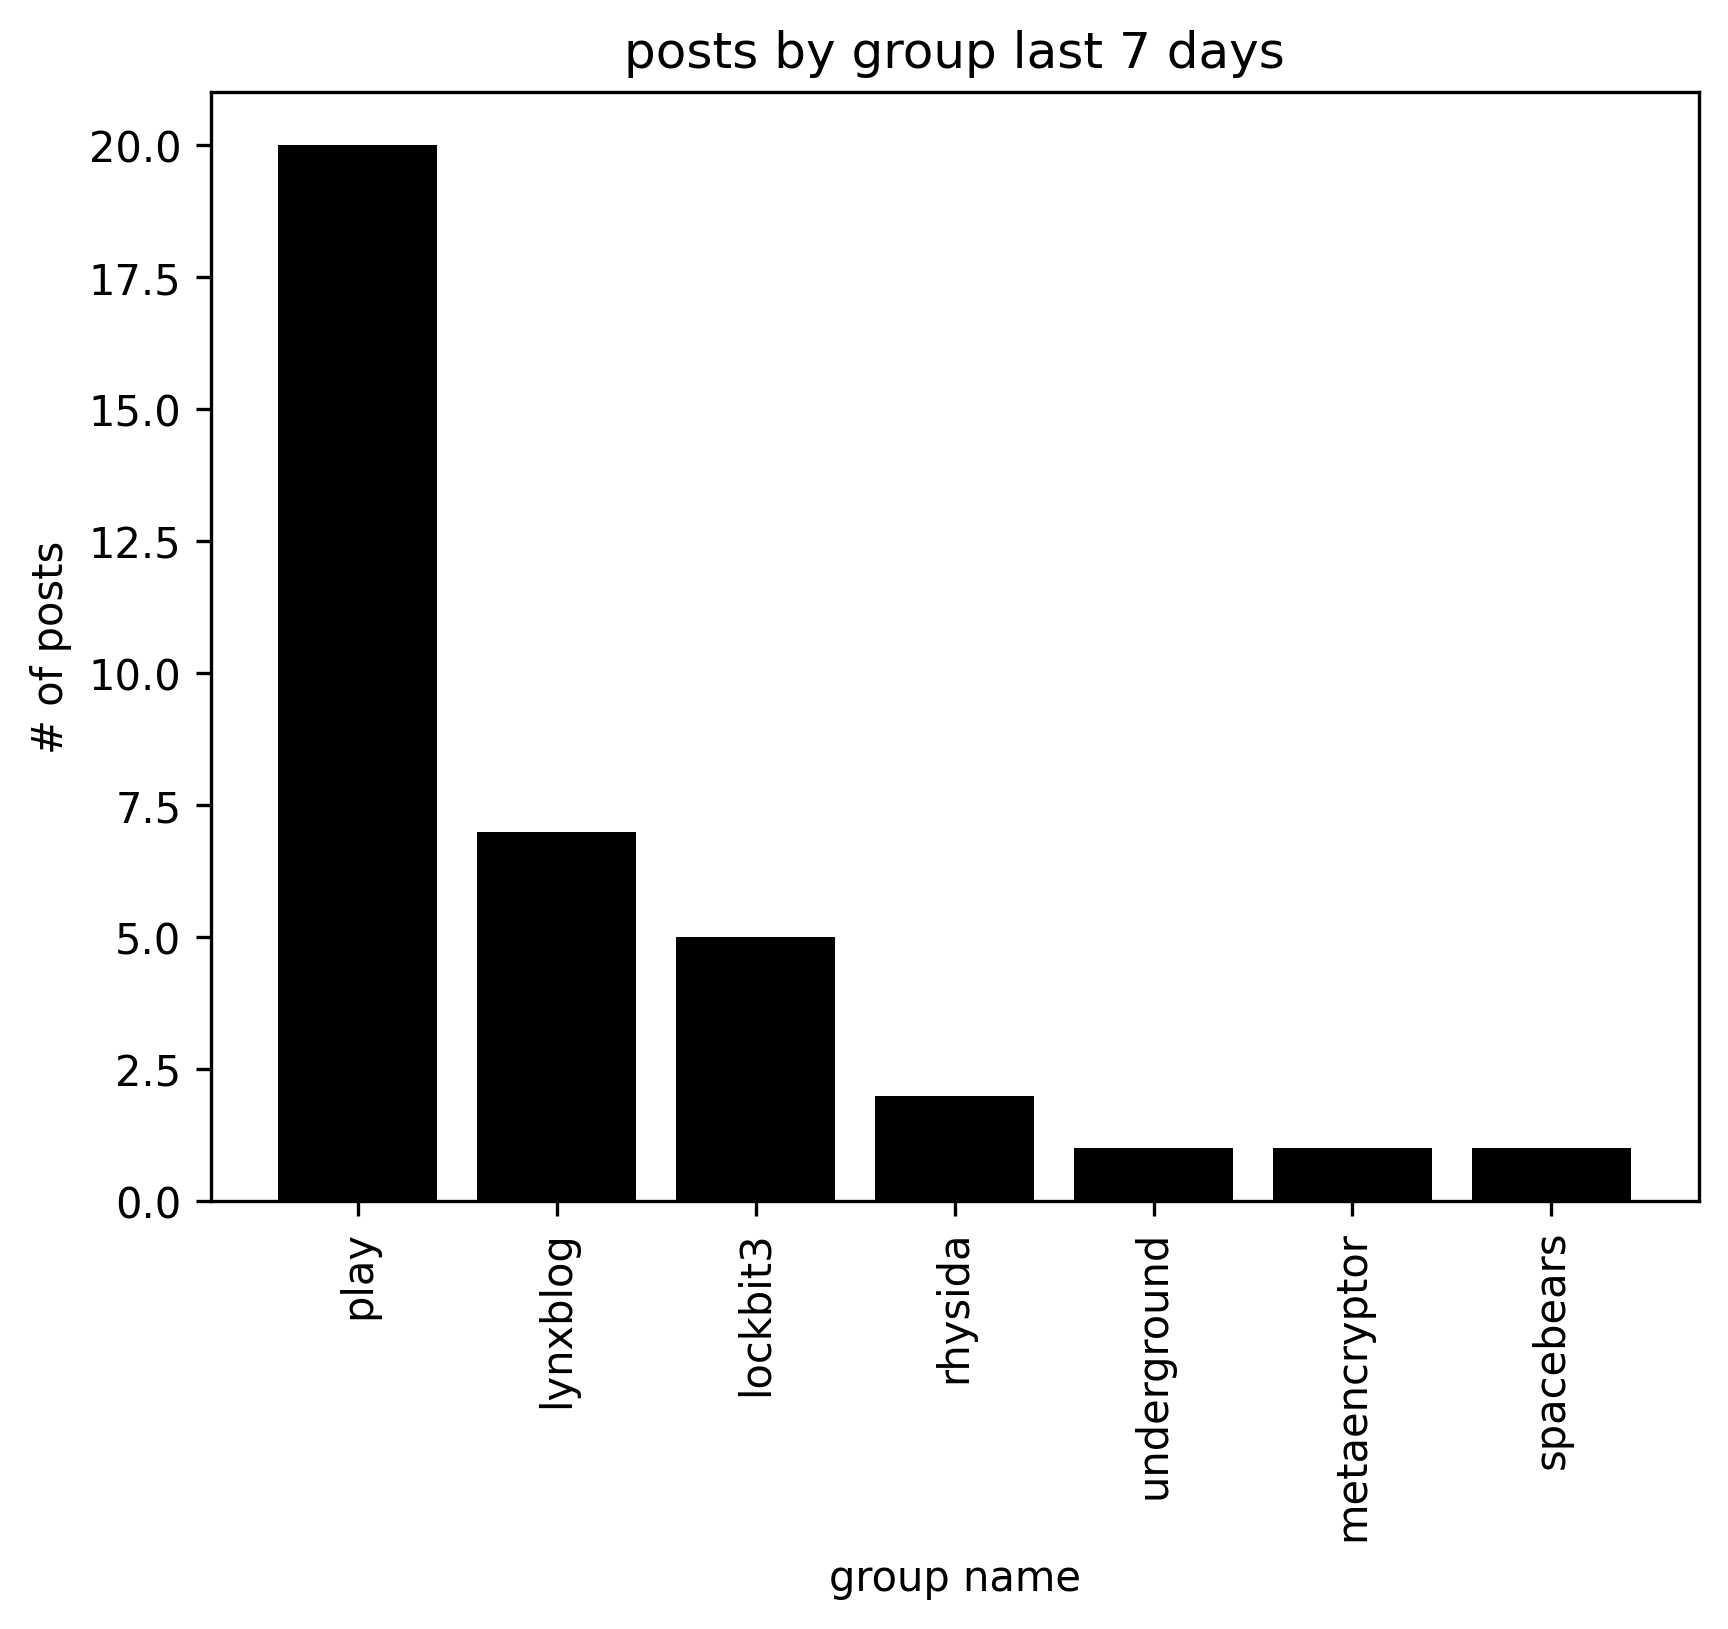 posts by group last 7 days
# of posts
20.0
17.5
15.0
12.5
10.0
7.5
5.0
2.5
0.0
play
lynxblog
lockbit3
rhysida
underground
metaencryptor
spacebears
group name